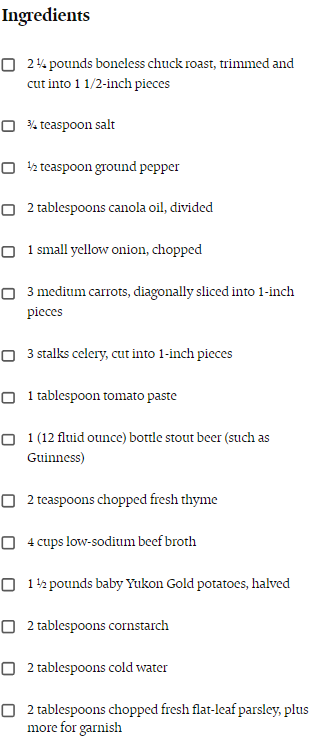 Ingredients
2 ¼ pounds boneless chuck roast, trimmed and
cut into 1 1/2-inch pieces
¾ teaspoon salt
½ teaspoon ground pepper
2 tablespoons canola oil, divided
1 small yellow onion, chopped
3 medium carrots, diagonally sliced into 1-inch
pieces
3 stalks celery, cut into 1-inch pieces
1 tablespoon tomato paste
1 (12 fluid ounce) bottle stout beer (such as
Guinness)
2 teaspoons chopped fresh thyme
4 cups low-sodium beef broth
1 ½ pounds baby Yukon Gold potatoes, halved
2 tablespoons cornstarch
2 tablespoons cold water
2 tablespoons chopped fresh flat-leaf parsley, plus
more for garnish